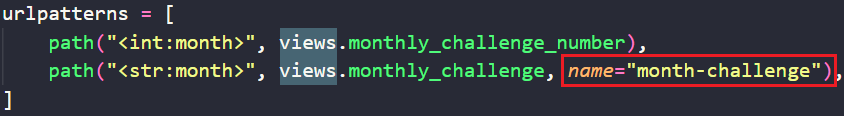 urlpatterns = [
    path("<int:month>", views.monthly_challenge_number),
    path("<str:month>", views.monthly_challenge, name="month-challenge"),
]